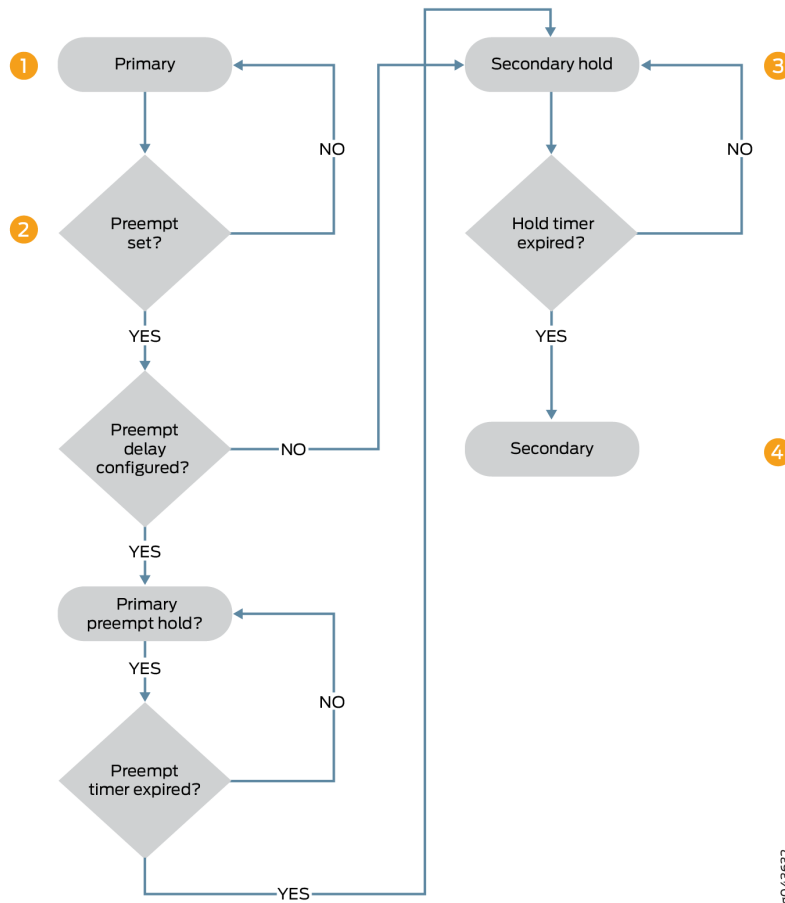 1
Primary
NO
2
Preempt
set?
YES
Preempt
delay
configured?
NO
YES
Primary
preempt hold?
YES
NO
Preempt
timer expired?
YES
Secondary hold
3
NO
Hold timer
expired?
YES
Secondary
4